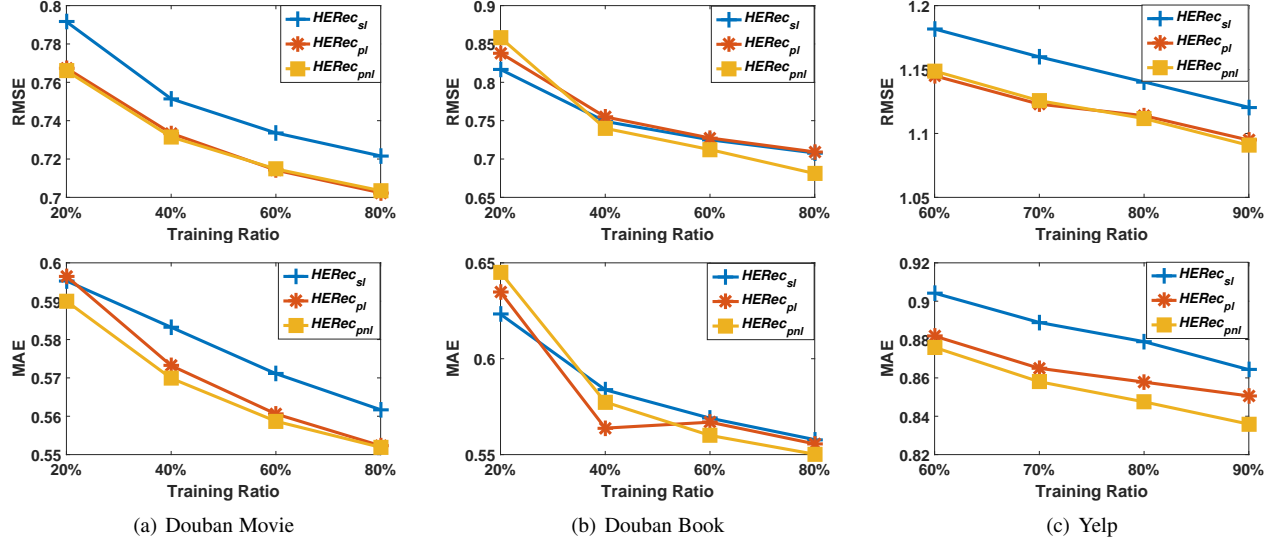 0.8
0.78
0.76
0.74
0.72
0.7
RMSE
20% 40% 60% 80%
Training Ratio
HERec_sl
HERec_pl
HERec_pnl
0.9
0.85
0.8
0.75
0.7
0.65
RMSE
20% 40% 60% 80%
Training Ratio
HERec_sl
HERec_pl
HERec_pnl
1.2
1.15
1.1
1.05
RMSE
60% 70% 80% 90%
Training Ratio
HERec_sl
HERec_pl
HERec_pnl
0.6
0.59
0.58
0.57
0.56
0.55
MAE
20% 40% 60% 80%
Training Ratio
HERec_sl
HERec_pl
HERec_pnl
0.65
0.6
0.55
MAE
20% 40% 60% 80%
Training Ratio
HERec_sl
HERec_pl
HERec_pnl
0.92
0.9
0.88
0.86
0.84
0.82
MAE
60% 70% 80% 90%
Training Ratio
HERec_sl
HERec_pl
HERec_pnl
(a) Douban Movie
(b) Douban Book
(c) Yelp